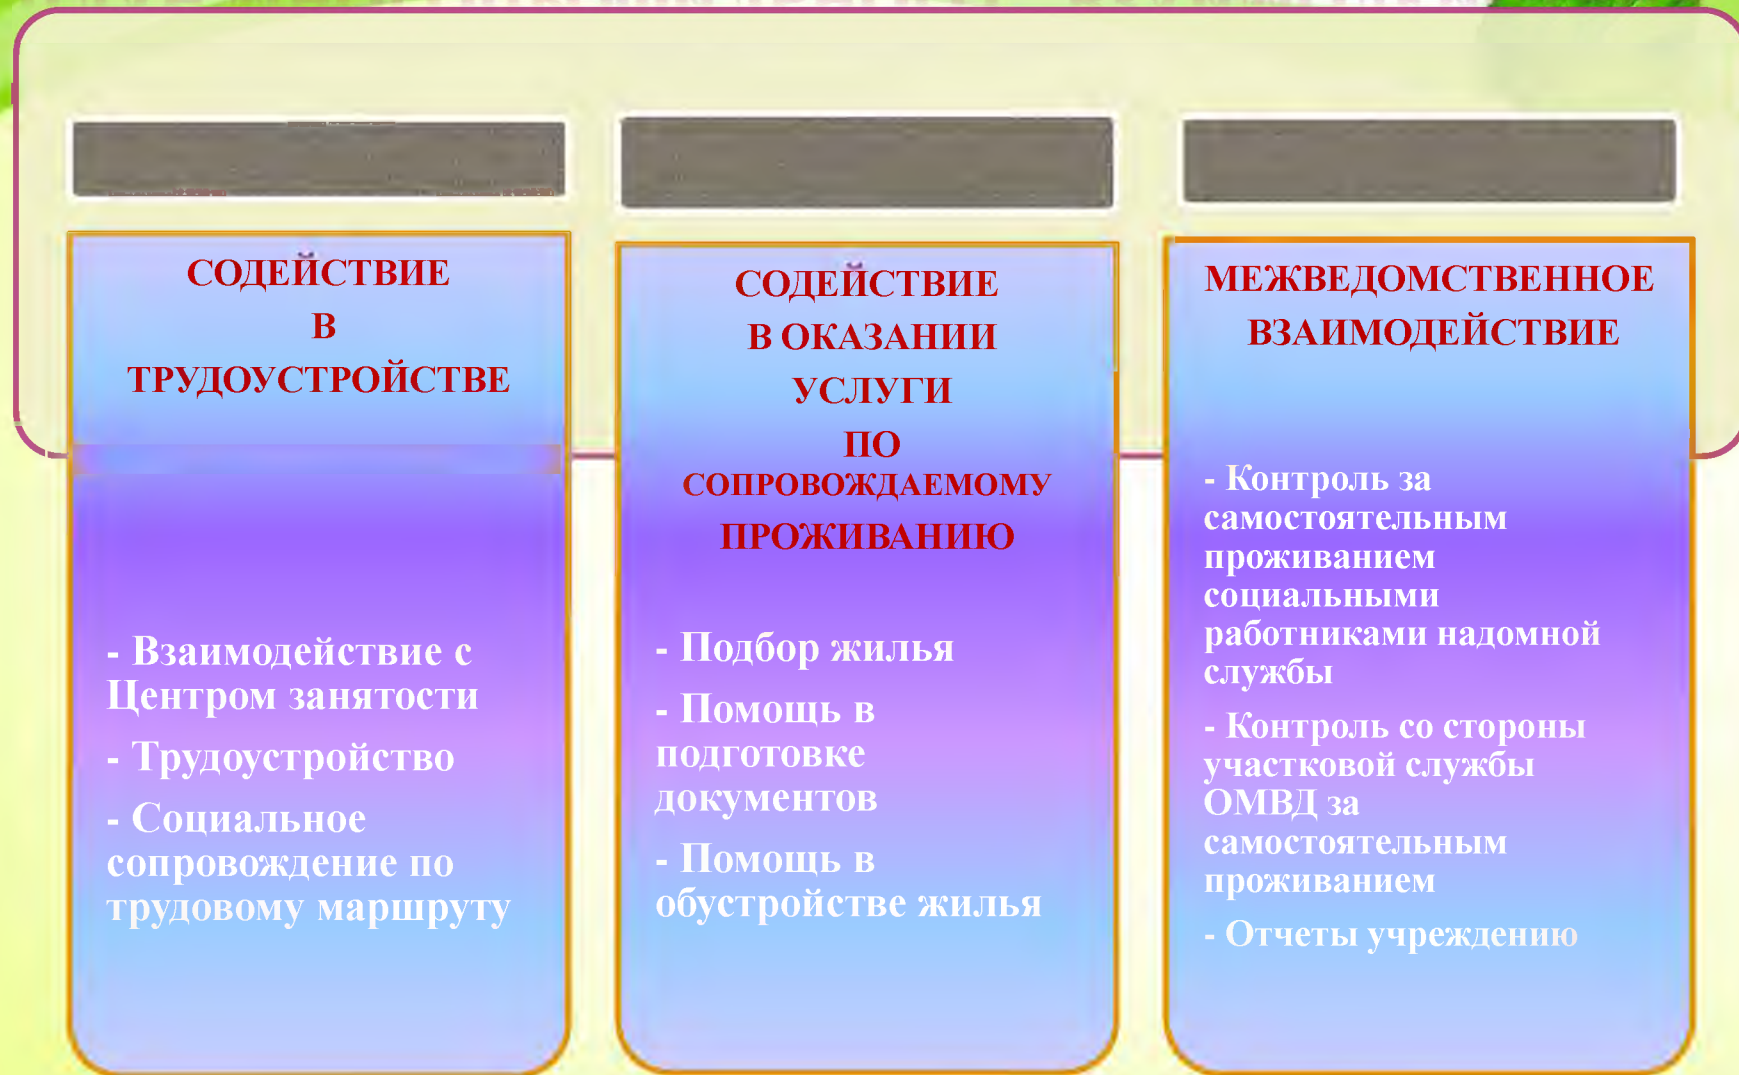 СОДЕЙСТВИЕ
В
ТРУДОУСТРОЙСТВЕ
- Взаимодействие с
Центром занятости
- Трудоустройство
- Социальное
сопровождение по
трудовому маршруту
СОДЕЙСТВИЕ
В ОКАЗАНИИ
УСЛУГИ
ПО
СОПРОВОЖДАЕМОМУ
ПРОЖИВАНИЮ
- Подбор жилья
- Помощь в
подготовке
документов
- Помощь в
обустройстве жилья
МЕЖВЕДОМСТВЕННОЕ
ВЗАИМОДЕЙСТВИЕ
- Контроль за
самостоятельным
проживанием
социальными
работниками надомной
службы
- Контроль со стороны
участковой службы
ОМВД за
самостоятельным
проживанием
- Отчеты учреждению